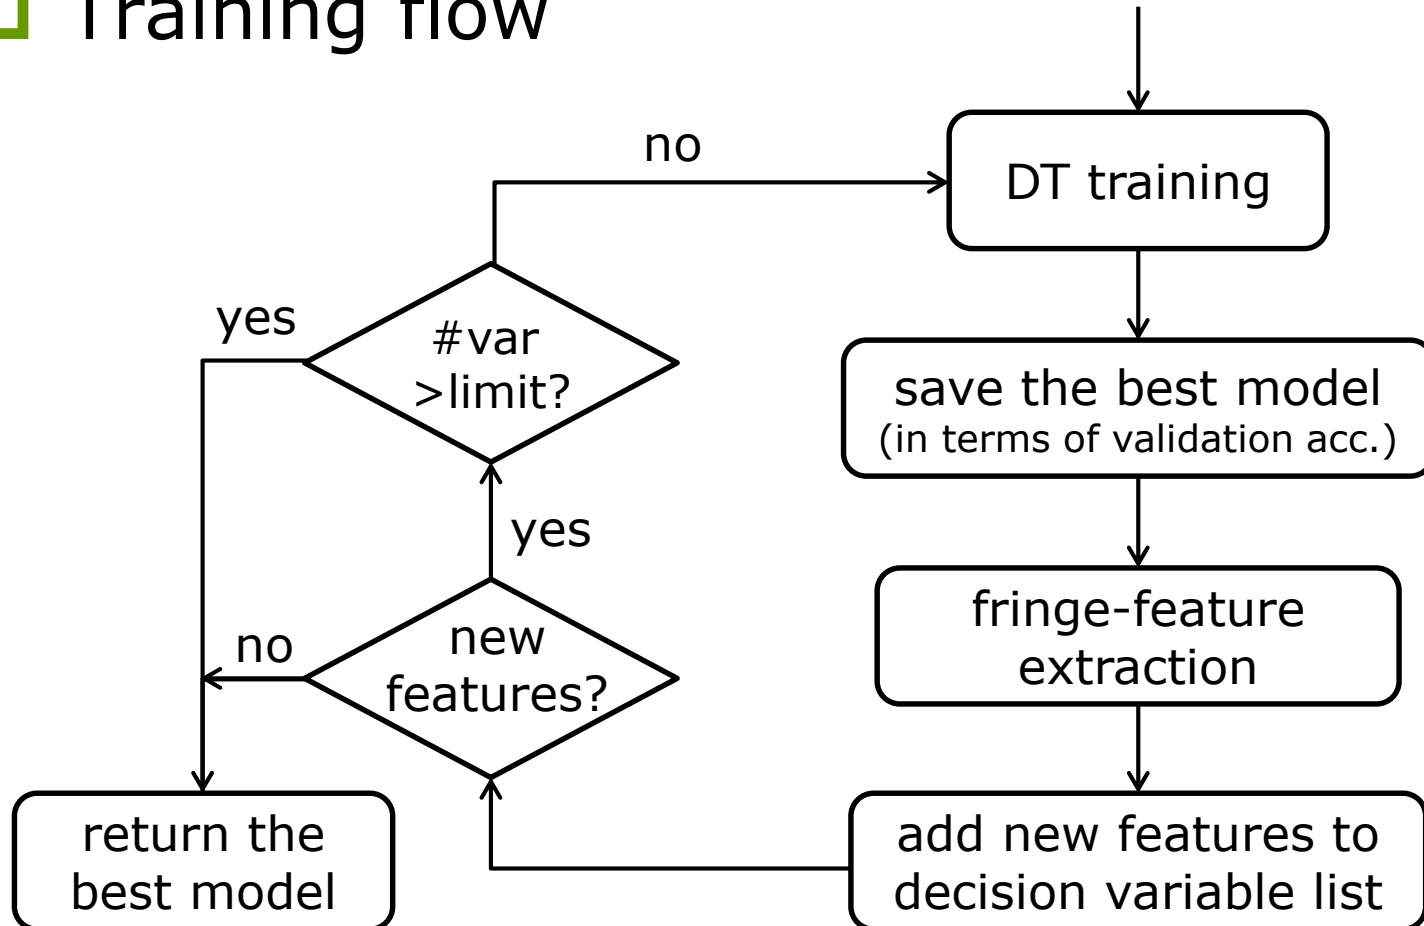 Training flow
no
DT training
yes
#var
>limit?
save the best model
(in terms of validation acc.)
yes
fringe-feature
extraction
no
new
features?
return the
best model
add new features to
decision variable list